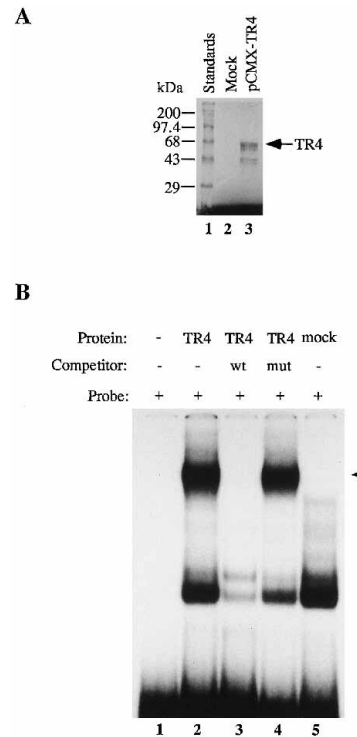 A
kDa
Standards
Mock
pCMX-TR4
200
97.4
68
43
29
TR4
1 2 3
B
Protein: - TR4 TR4 TR4 mock
Competitor: - - wt mut -
Probe: + + + + +
1 2 3 4 5